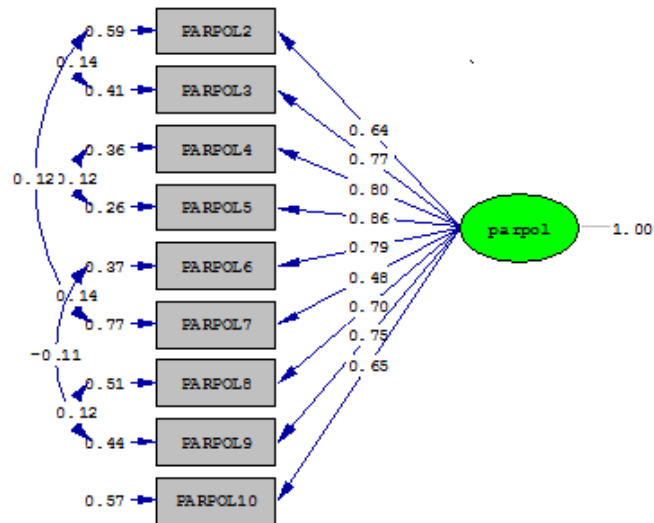 0.59 PARPOL2
0.14
0.41 PARPOL3
0.64
0.36 PARPOL4
0.77
0.12 0.12
0.80
0.26 PARPOL5
0.86
parpol 1.00
0.37 PARPOL6
0.79
0.14
0.48
0.77 PARPOL7
0.70
-0.11
0.75
0.51 PARPOL8
0.65
0.12
0.44 PARPOL9
0.57 PARPOL10